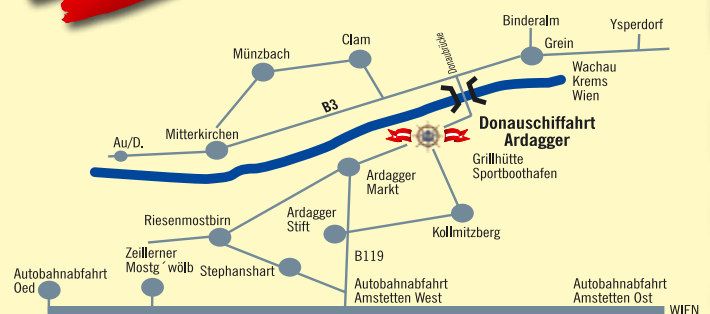 Binderalm
Ysperdorf
Clam
Donaubrücke
Grein
Münzbach
Wachau
Krems
Wien
B3
Mitterkirchen
Donauschiffahrt
Ardagger
Au/D.
Grillhütte
Sportboothafen
Ardagger
Markt
Riesenmostbirn
Ardagger
Stift
Kollmitzberg
Zeillerner
Mostg´wölb
Stephanshart
B119
Autobahnabfahrt
Oed
Autobahnabfahrt
Amstetten West
Autobahnabfahrt
Amstetten Ost
WIEN